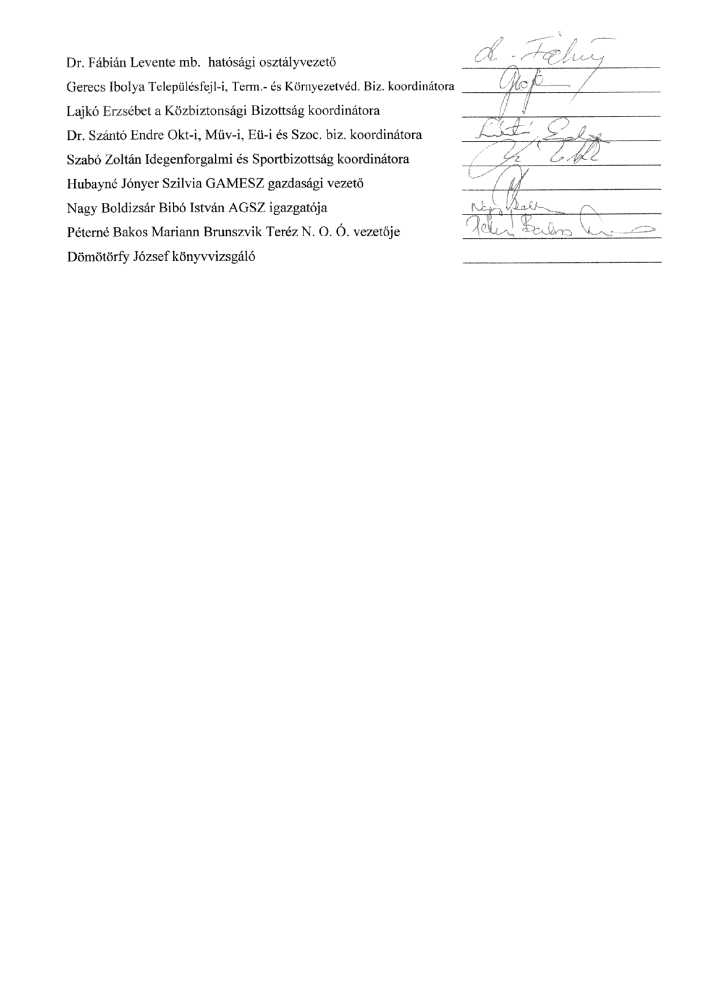 Dr. Fábián Levente mb. hatósági osztályvezető
Gerecs Ibolya Településfejl-i, Term.- és Környezetvéd. Biz. koordinátora
Lajkó Erzsébet a Közbiztonsági Bizottság koordinátora
Dr. Szántó Endre Okt-i, Műv-i, Eü-i és Szoc. biz. koordinátora
Szabó Zoltán Idegenforgalmi és Sportbizottság koordinátora
Hubayné Jónyer Szilvia GAMESZ gazdasági vezető
Nagy Boldizsár Bibó István AGSZ igazgatója
Péterné Bakos Mariann Brunszvik Teréz N. O. Ó. vezetője
Dömötörfy József könyvvizsgáló